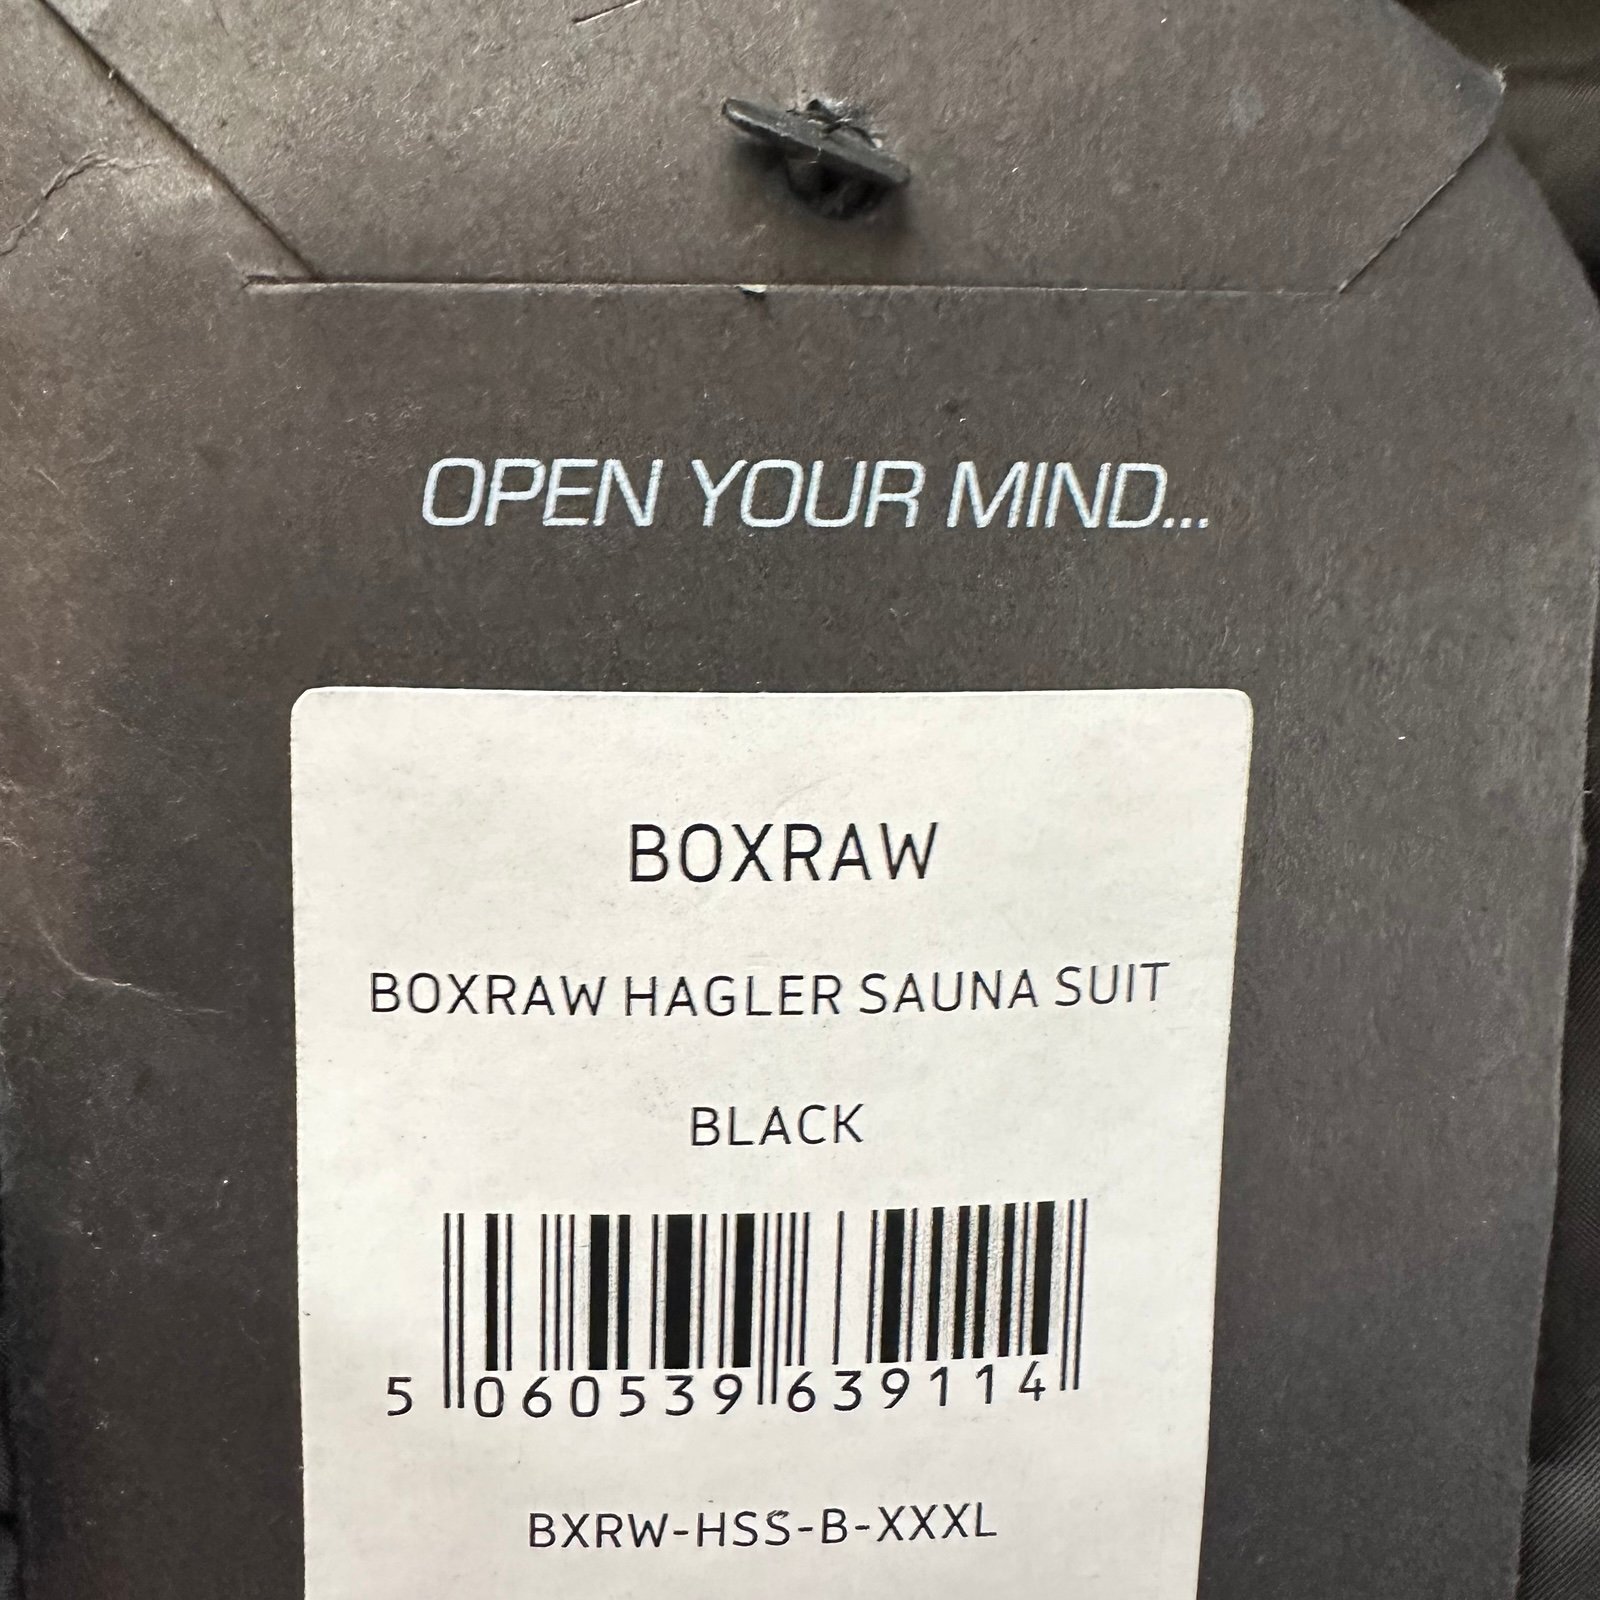 OPEN YOUR MIND...
BOXRAW
BOXRAW HAGLER SAUNA SUIT
BLACK
5 060539 639114
BXRW-HSS-B-XXXL